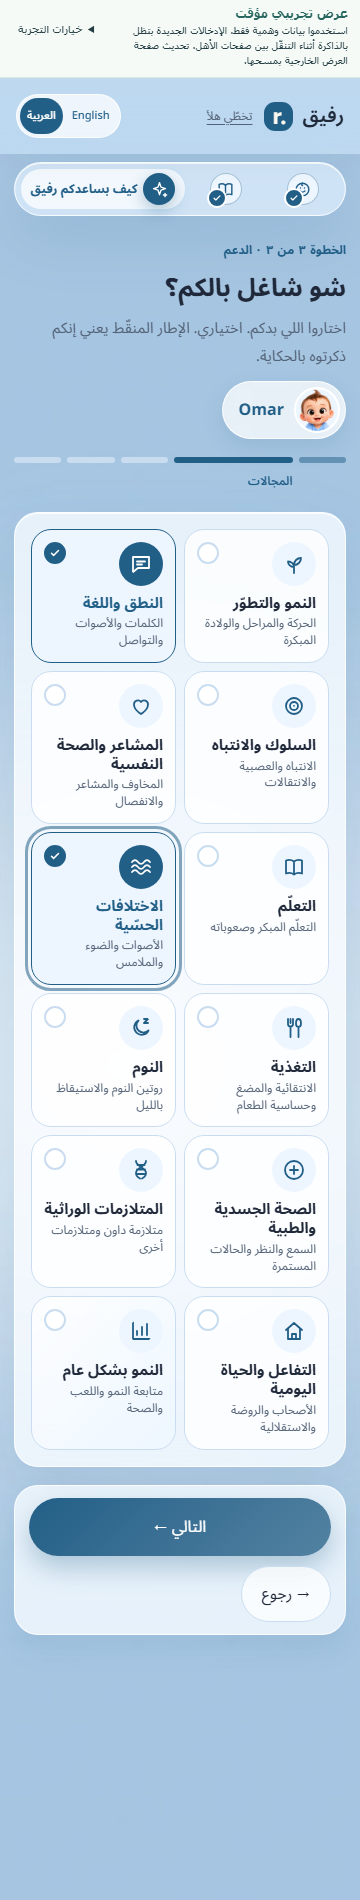 عرض تجريبي مؤقت
استخدموا بيانات وهمية فقط. الإدخالات الجديدة بتظل
بالذاكرة أثناء التنقّل بين صفحات الأهل. تحديث صفحة
العرض الخارجية بمسحها.
◀ خيارات التجربة
رفيق
r.
تخطّي هلأ
English
العربية
كيف بساعدكم رفيق
الخطوة ٣ من ٣ · الدعم
شو شاغل بالكم؟
اختاروا اللي بدكم. اختياري. الإطار المنقّط يعني إنكم
ذكرتوه بالحكاية.
Omar
المجالات
النمو والتطوّر
الحركة والمراحل والولادة
المبكرة
النطق واللغة
الكلمات والأصوات
والتواصل
السلوك والانتباه
الانتباه والعصبية
والانتقالات
المشاعر والصحة
النفسية
المخاوف والمشاعر
والانفصال
التعلّم
التعلّم المبكر وصعوباته
الاختلافات
الحسّية
الأصوات والضوء
والملامس
التغذية
الانتقائية والمضغ
وحساسية الطعام
النوم
روتين النوم والاستيقاظ
بالليل
الصحة الجسدية
والطبية
السمع والنظر والحالات
المستمرة
المتلازمات الوراثية
متلازمة داون ومتلازمات
أخرى
التفاعل والحياة
اليومية
الأصحاب والروضة
والاستقلالية
النمو بشكل عام
متابعة النمو واللعب
والصحة
التالي ←
→ رجوع